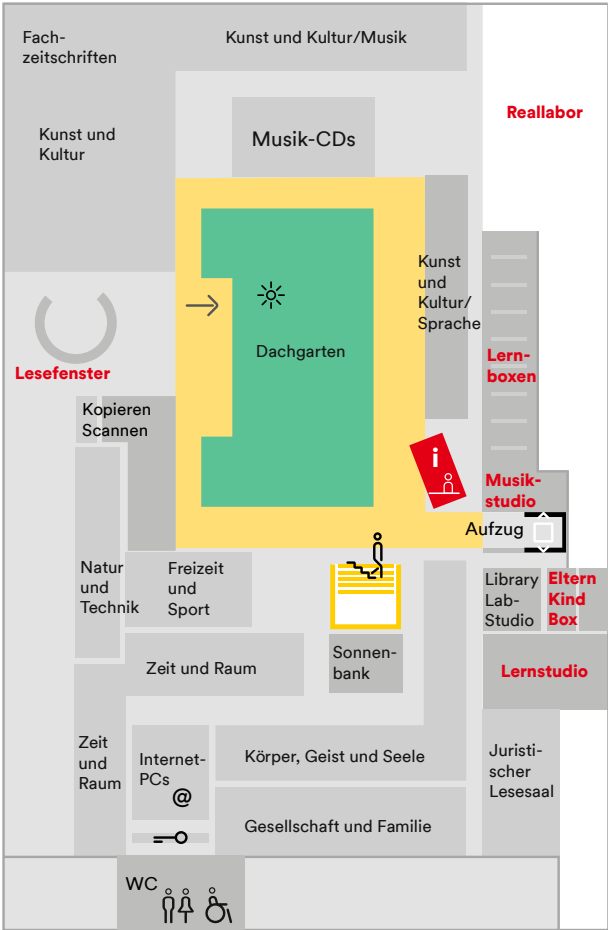 Fach-
zeitschriften
Kunst und Kultur/Musik
Kunst und
Kultur
Musik-CDs
Reallabor
Kunst
und
Kultur/
Sprache
Dachgarten
Lesefenster
Lern-
boxen
Kopieren
Scannen
i
Musik-
studio
Aufzug
Natur
und
Technik
Freizeit
und
Sport
Library
Lab-
Studio
Eltern
Kind
Box
Sonnen-
bank
Zeit und Raum
Lernstudio
Zeit
und
Raum
Internet-
PCs
@
Körper, Geist und Seele
Juristi-
scher
Lesesaal
Gesellschaft und Familie
WC